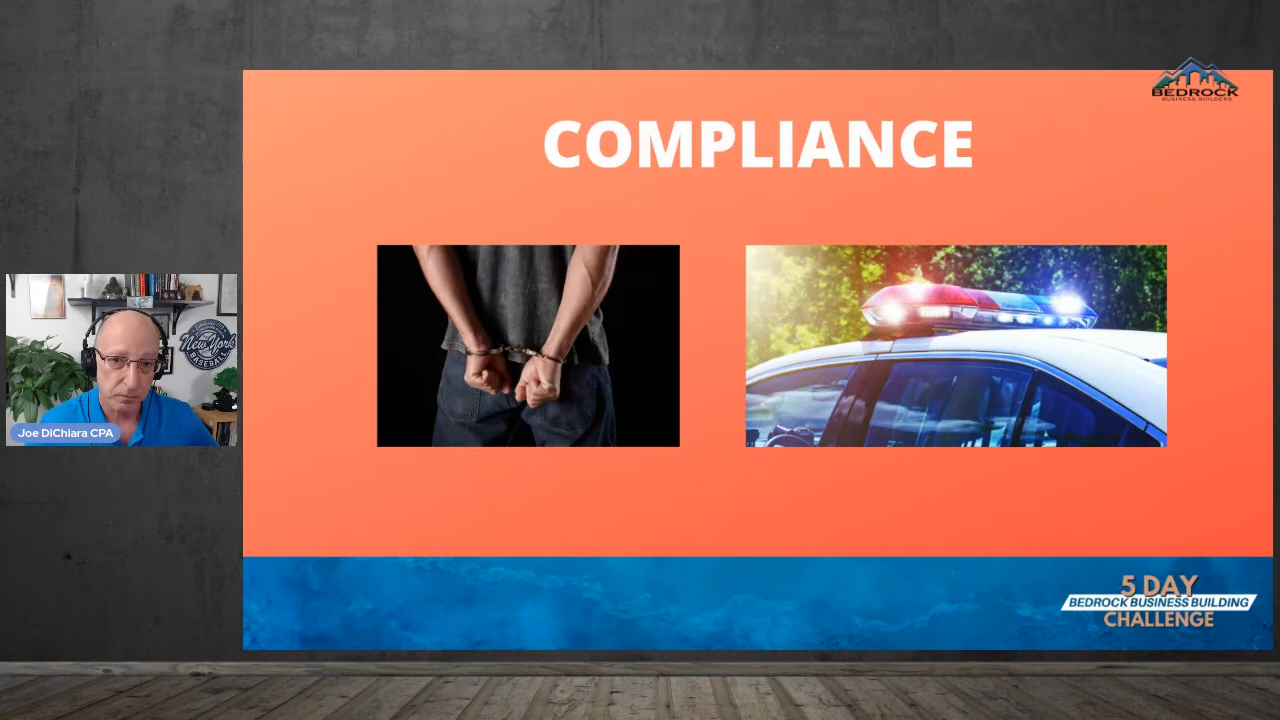 BEDROCK
BUSINESS BUILDERS
COMPLIANCE
New York
BASEBALL
Joe DiChiara CPA
5 DAY
BEDROCK BUSINESS BUILDING
CHALLENGE